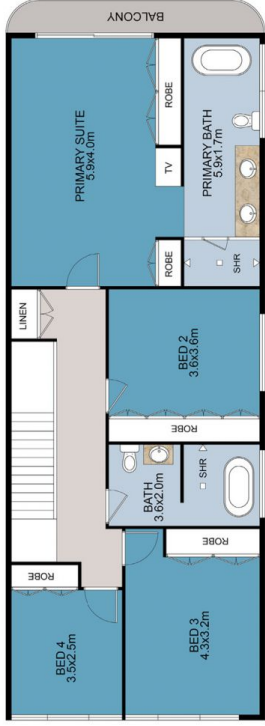 BALCONY
PRIMARY SUITE
5.9x4.0m
ROBE
TV
ROBE
PRIMARY BATH
5.9x1.7m
SHR
LINEN
BED 2
3.6x3.6m
ROBE
BATH
3.6x2.0m
SHR
ROBE
ROBE
BED 3
4.3x3.2m
BED 4
3.5x2.5m